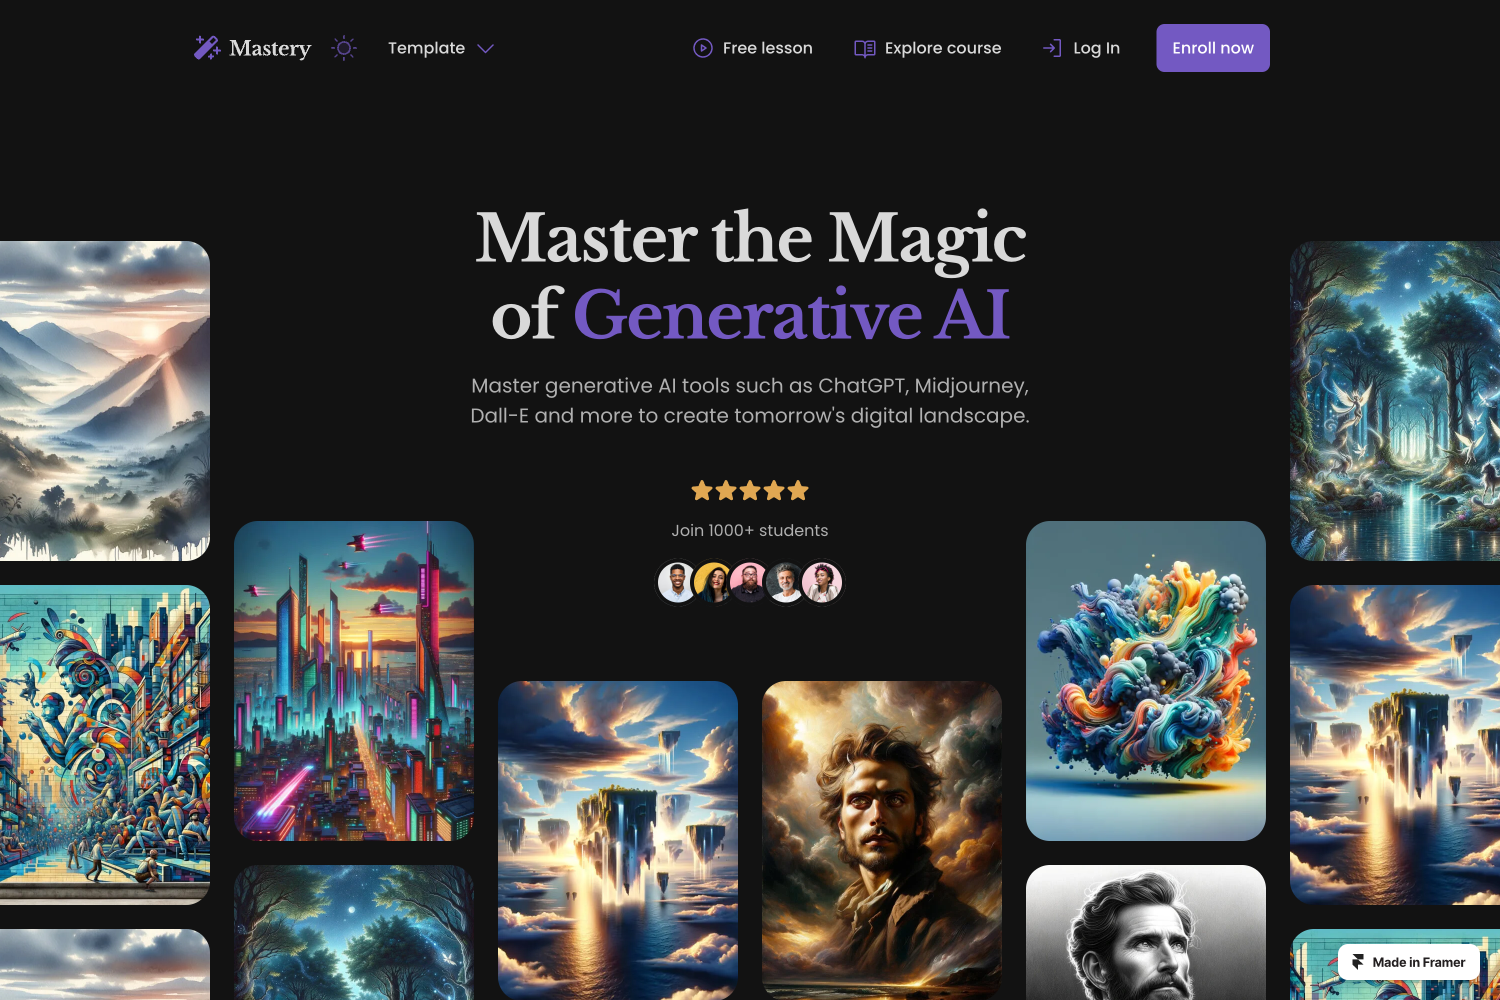 Mastery
Template
Free lesson
Explore course
Log In
Enroll now
Master the Magic
of Generative AI
Master generative AI tools such as ChatGPT, Midjourney,
Dall-E and more to create tomorrow's digital landscape.
Join 1000+ students
Made in Framer